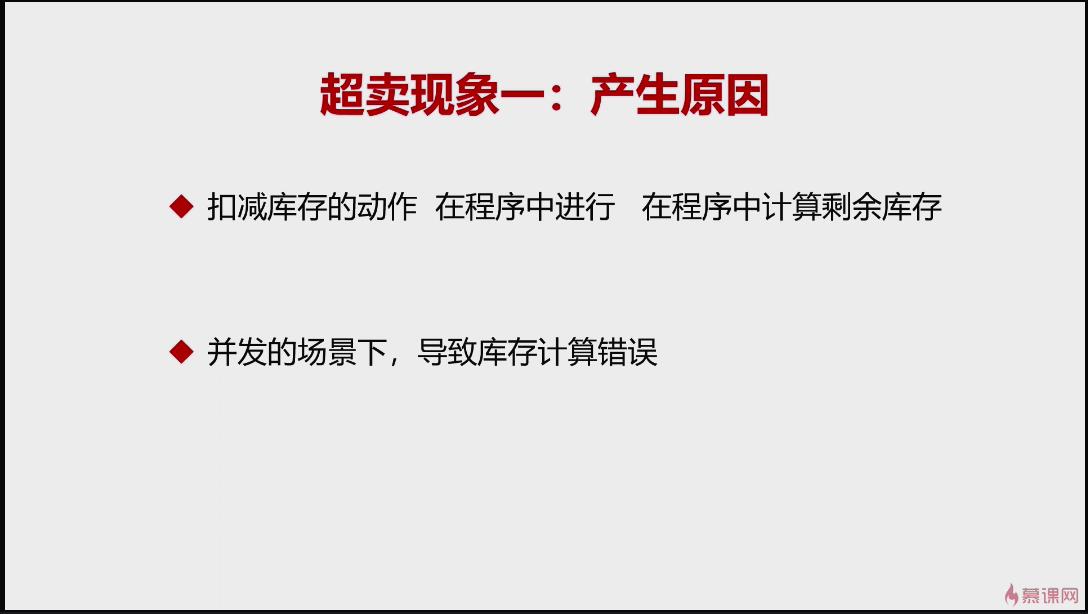 超卖现象一：产生原因
扣减库存的动作 在程序中进行 在程序中计算剩余库存
并发的场景下，导致库存计算错误
慕课网